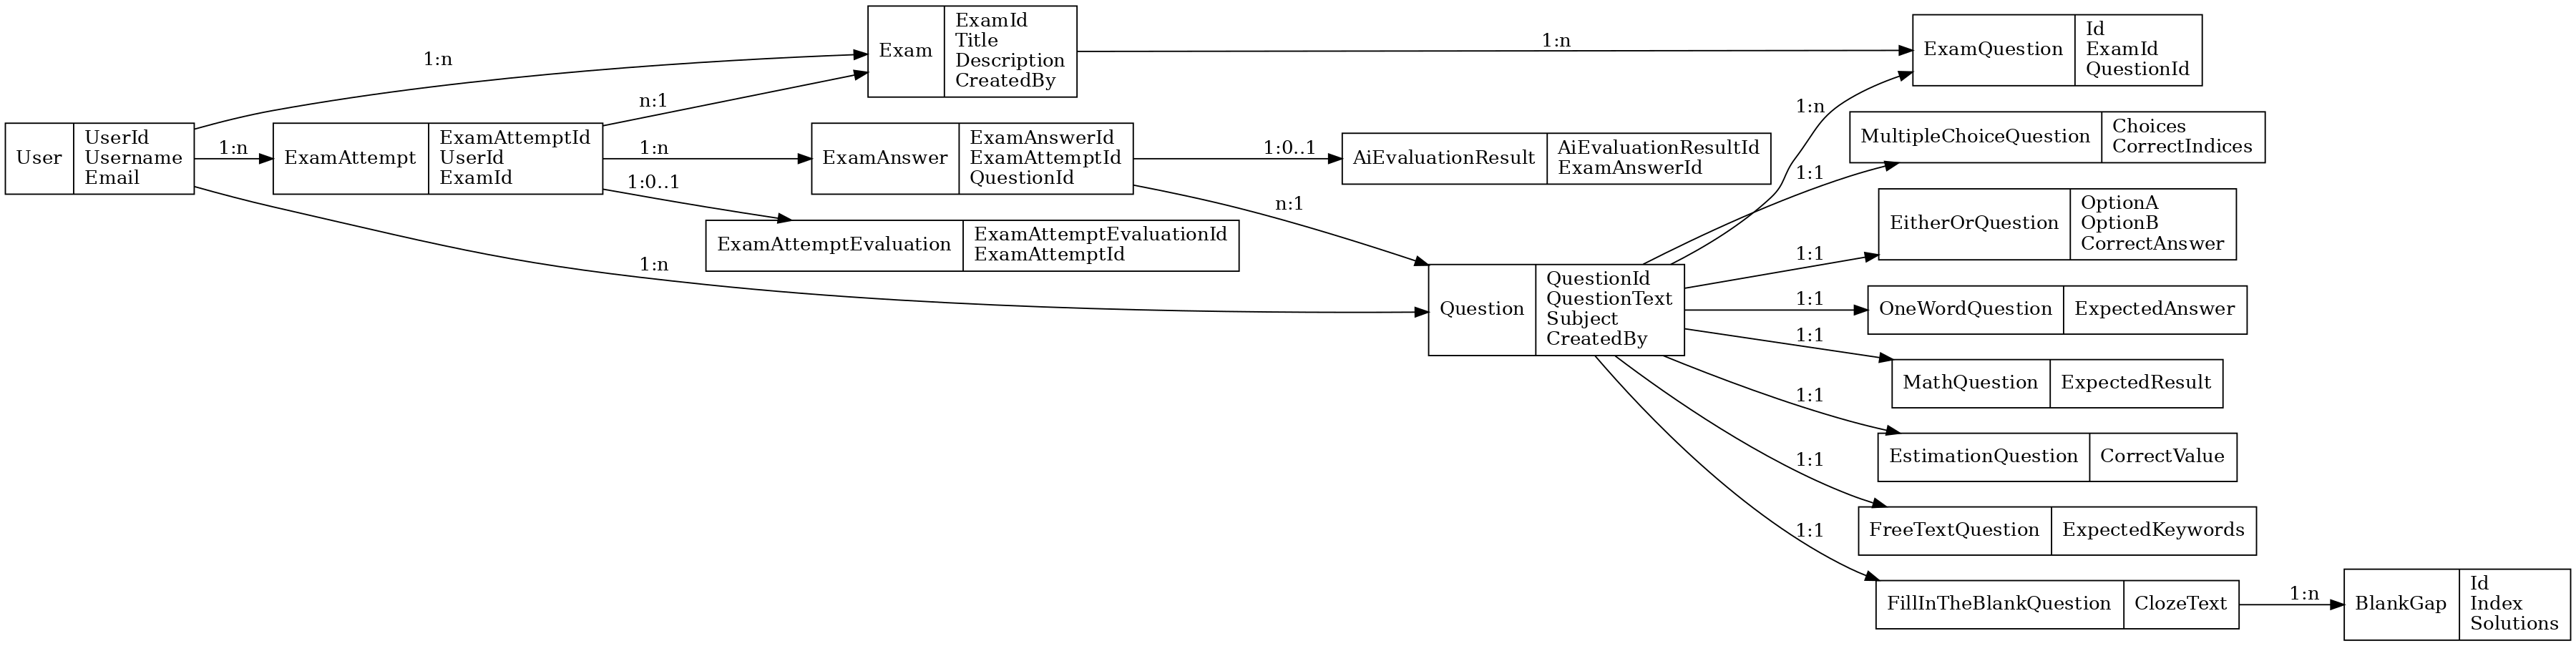 User
UserId
Username
Email
1:n
1:n
1:n
ExamAttempt
ExamAttemptId
UserId
ExamId
n:1
1:n
1:0..1
Exam
ExamId
Title
Description
CreatedBy
1:n
ExamAnswer
ExamAnswerId
ExamAttemptId
QuestionId
1:0..1
n:1
ExamAttemptEvaluation
ExamAttemptEvaluationId
ExamAttemptId
AiEvaluationResult
AiEvaluationResultId
ExamAnswerId
Question
QuestionId
QuestionText
Subject
CreatedBy
1:n
1:1
1:1
1:1
1:1
1:1
1:1
1:1
ExamQuestion
Id
ExamId
QuestionId
MultipleChoiceQuestion
Choices
CorrectIndices
EitherOrQuestion
OptionA
OptionB
CorrectAnswer
OneWordQuestion
ExpectedAnswer
MathQuestion
ExpectedResult
EstimationQuestion
CorrectValue
FreeTextQuestion
ExpectedKeywords
FillInTheBlankQuestion
ClozeText
1:n
BlankGap
Id
Index
Solutions